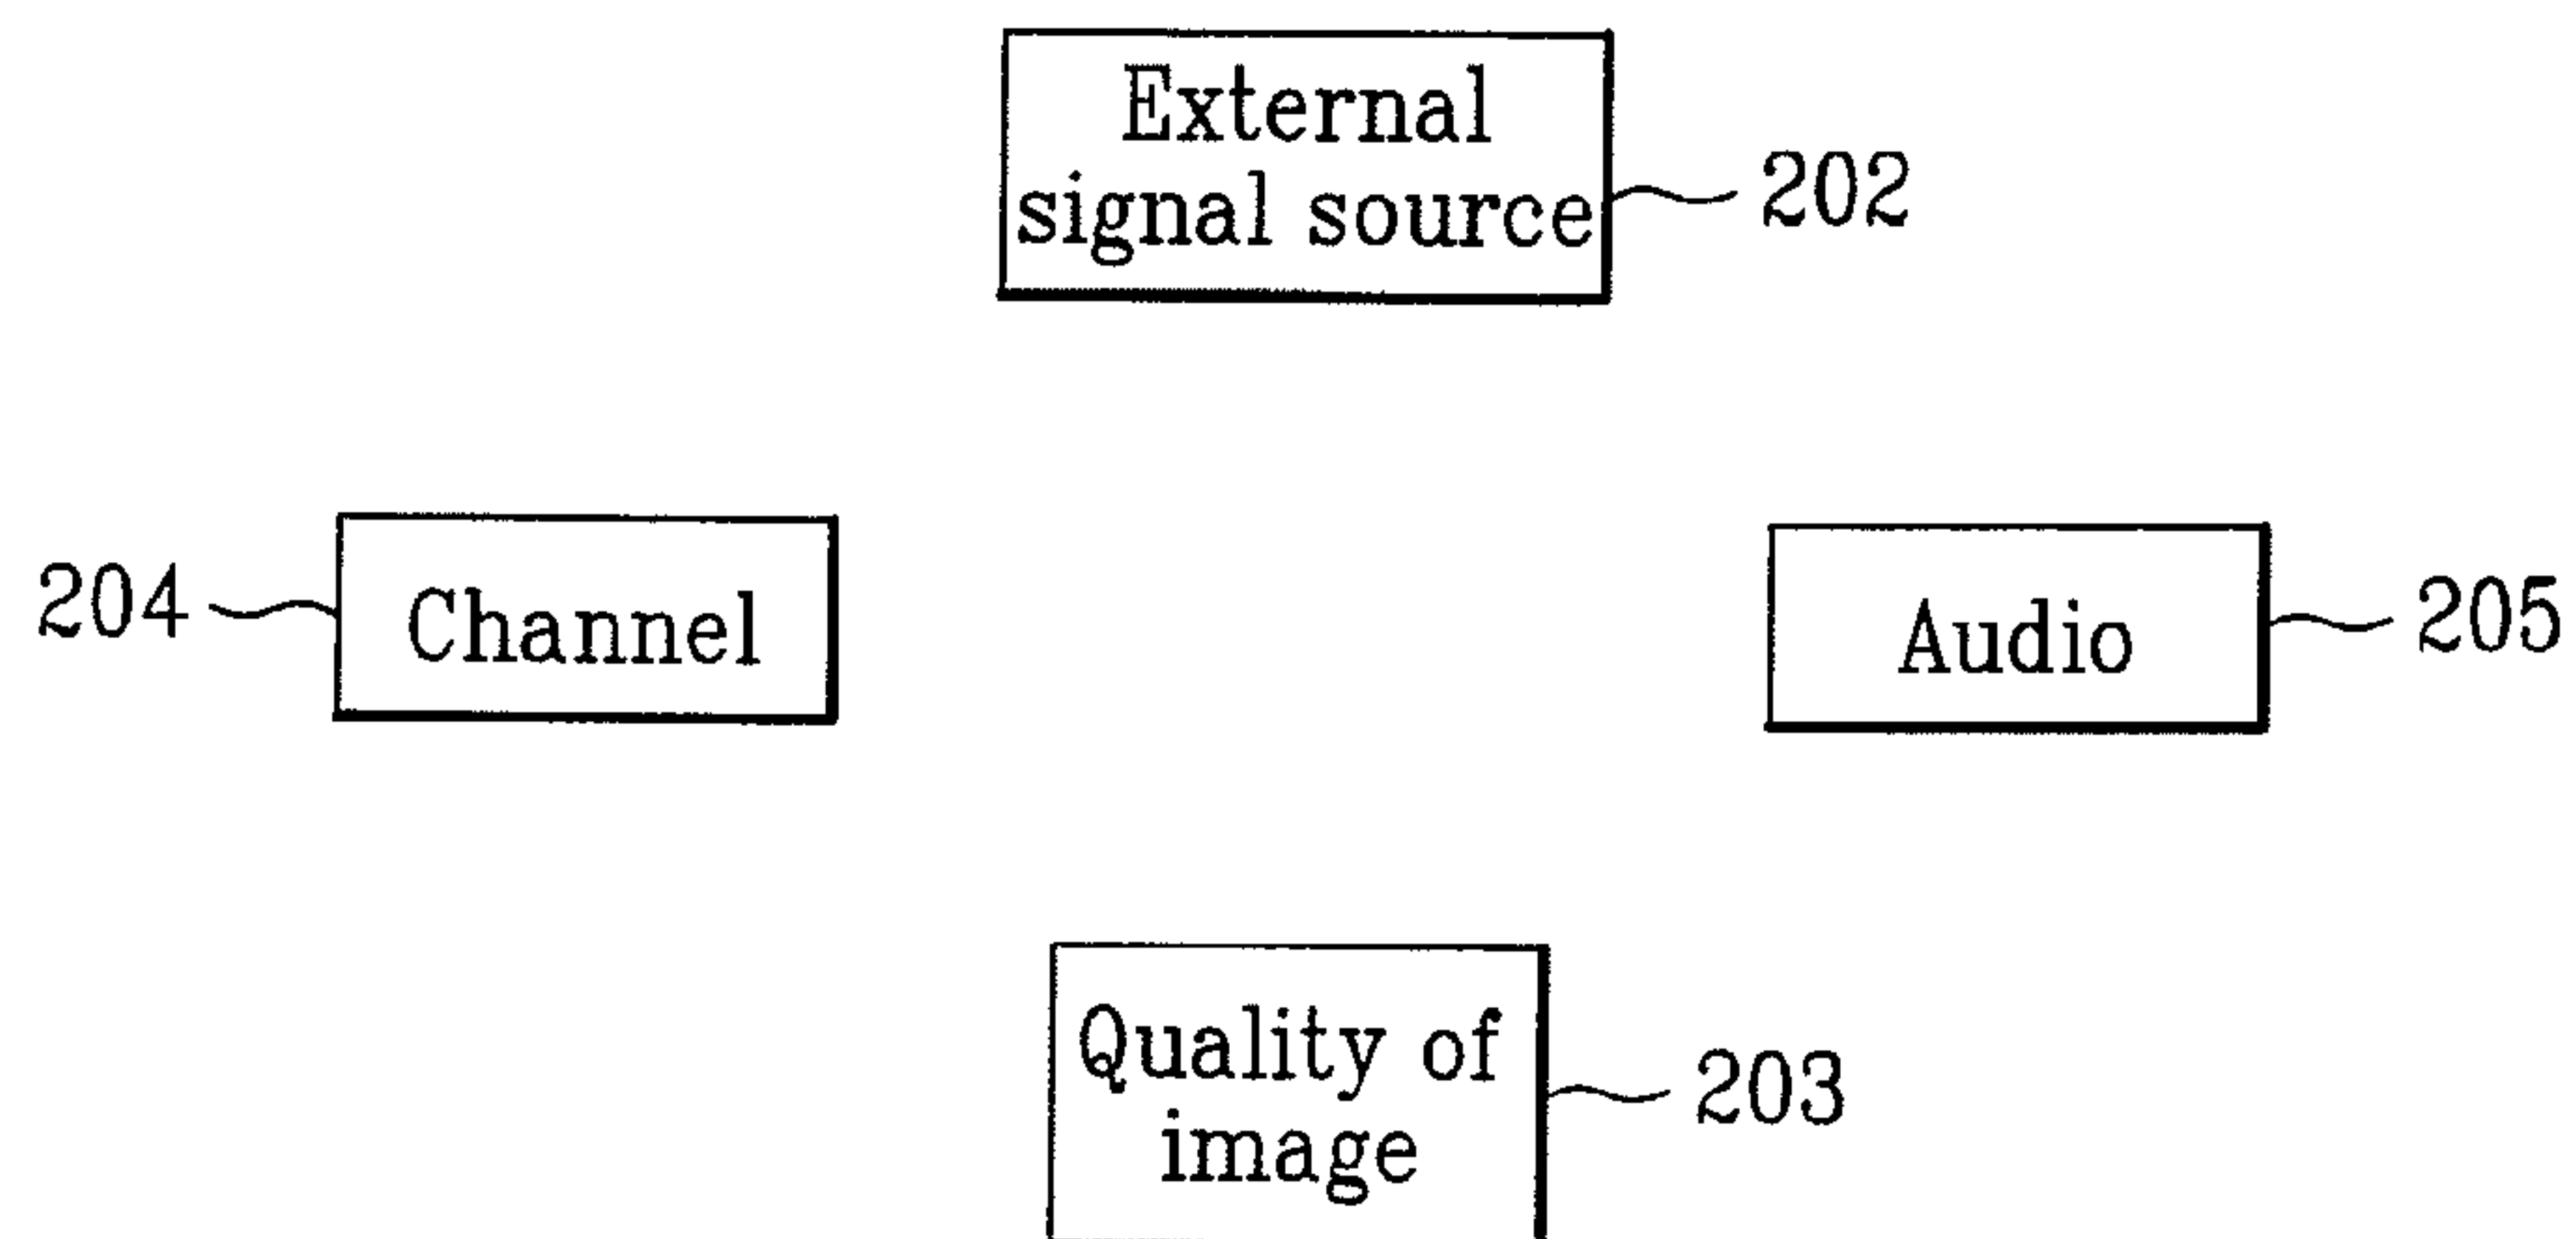 External
signal source
202
204
Channel
Audio
205
Quality of
image
203